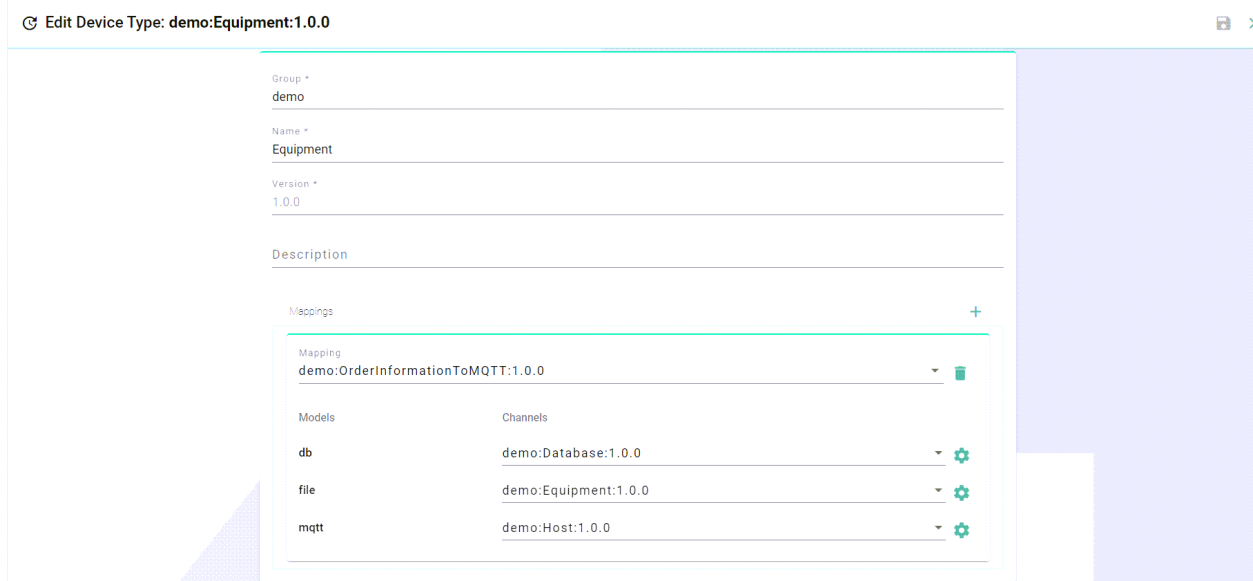 Edit Device Type: demo:Equipment:1.0.0
Group *
demo
Name *
Equipment
Version *
1.0.0
Description
Mappings
Mapping
demo:OrderInformationToMQTT:1.0.0
Models Channels
db demo:Database:1.0.0
file demo:Equipment:1.0.0
mqtt demo:Host:1.0.0